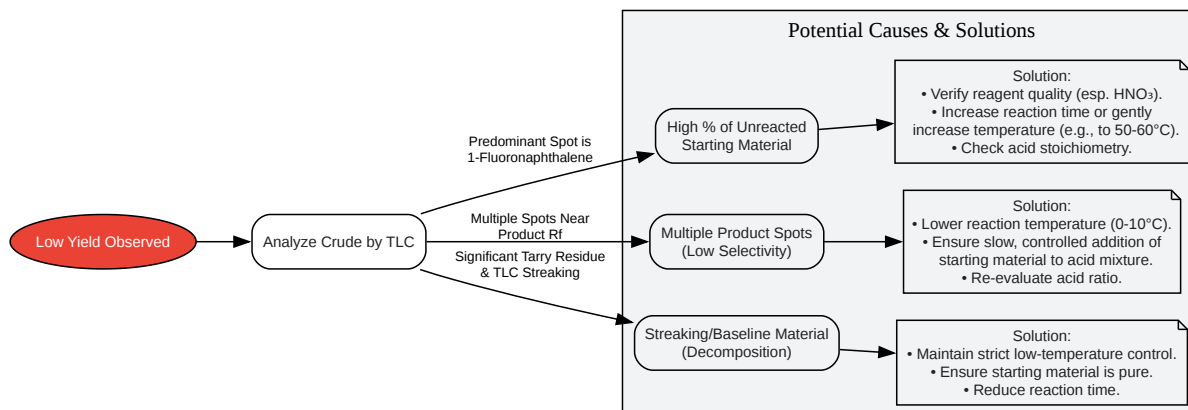 Potential Causes & Solutions
Low Yield Observed
Analyze Crude by TLC
Predominant Spot is
1-Fluoronaphthalene
High % of Unreacted
Starting Material
Solution:
• Verify reagent quality (esp. HNO₃).
• Increase reaction time or gently
increase temperature (e.g., to 50-60°C).
• Check acid stoichiometry.
Multiple Spots Near
Product Rf
Multiple Product Spots
(Low Selectivity)
Solution:
• Lower reaction temperature (0-10°C).
• Ensure slow, controlled addition of
starting material to acid mixture.
• Re-evaluate acid ratio.
Significant Tarry Residue
& TLC Streaking
Streaking/Baseline Material
(Decomposition)
Solution:
• Maintain strict low-temperature control.
• Ensure starting material is pure.
• Reduce reaction time.